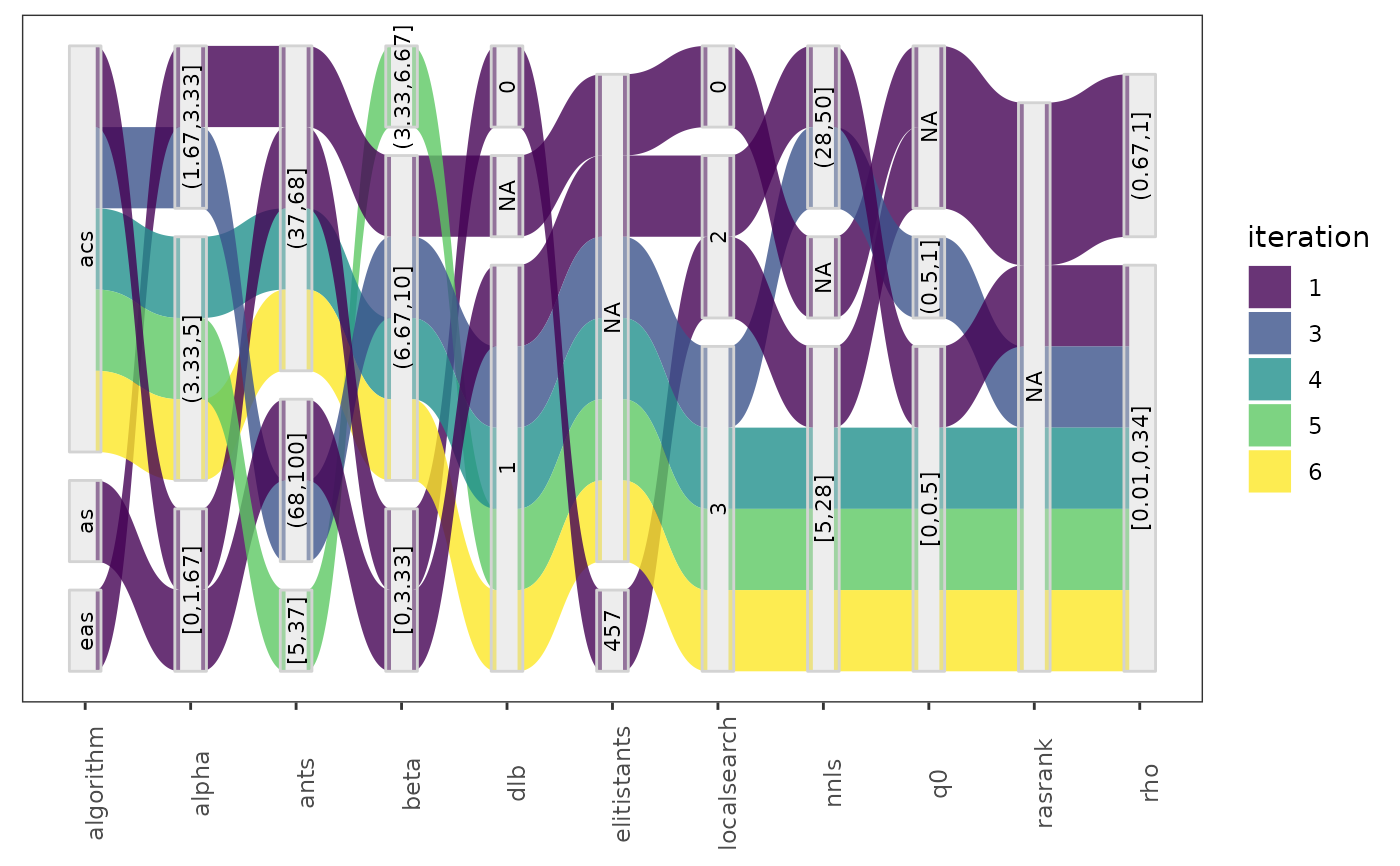 acs
as
eas
(1.67,3.33]
(3.33,5]
[0,1.67]
(37,68]
(68,100]
[5,37]
(3.33,6.67]
(6.67,10]
[0,3.33]
0
NA
1
NA
457
0
2
3
(28,50]
NA
[5,28]
NA
(0.5,1]
[0,0.5]
NA
(0.67,1]
[0.01,0.34]
algorithm
alpha
ants
beta
dlb
elitistants
localsearch
nnls
q0
rasrank
rho
iteration
1
3
4
5
6